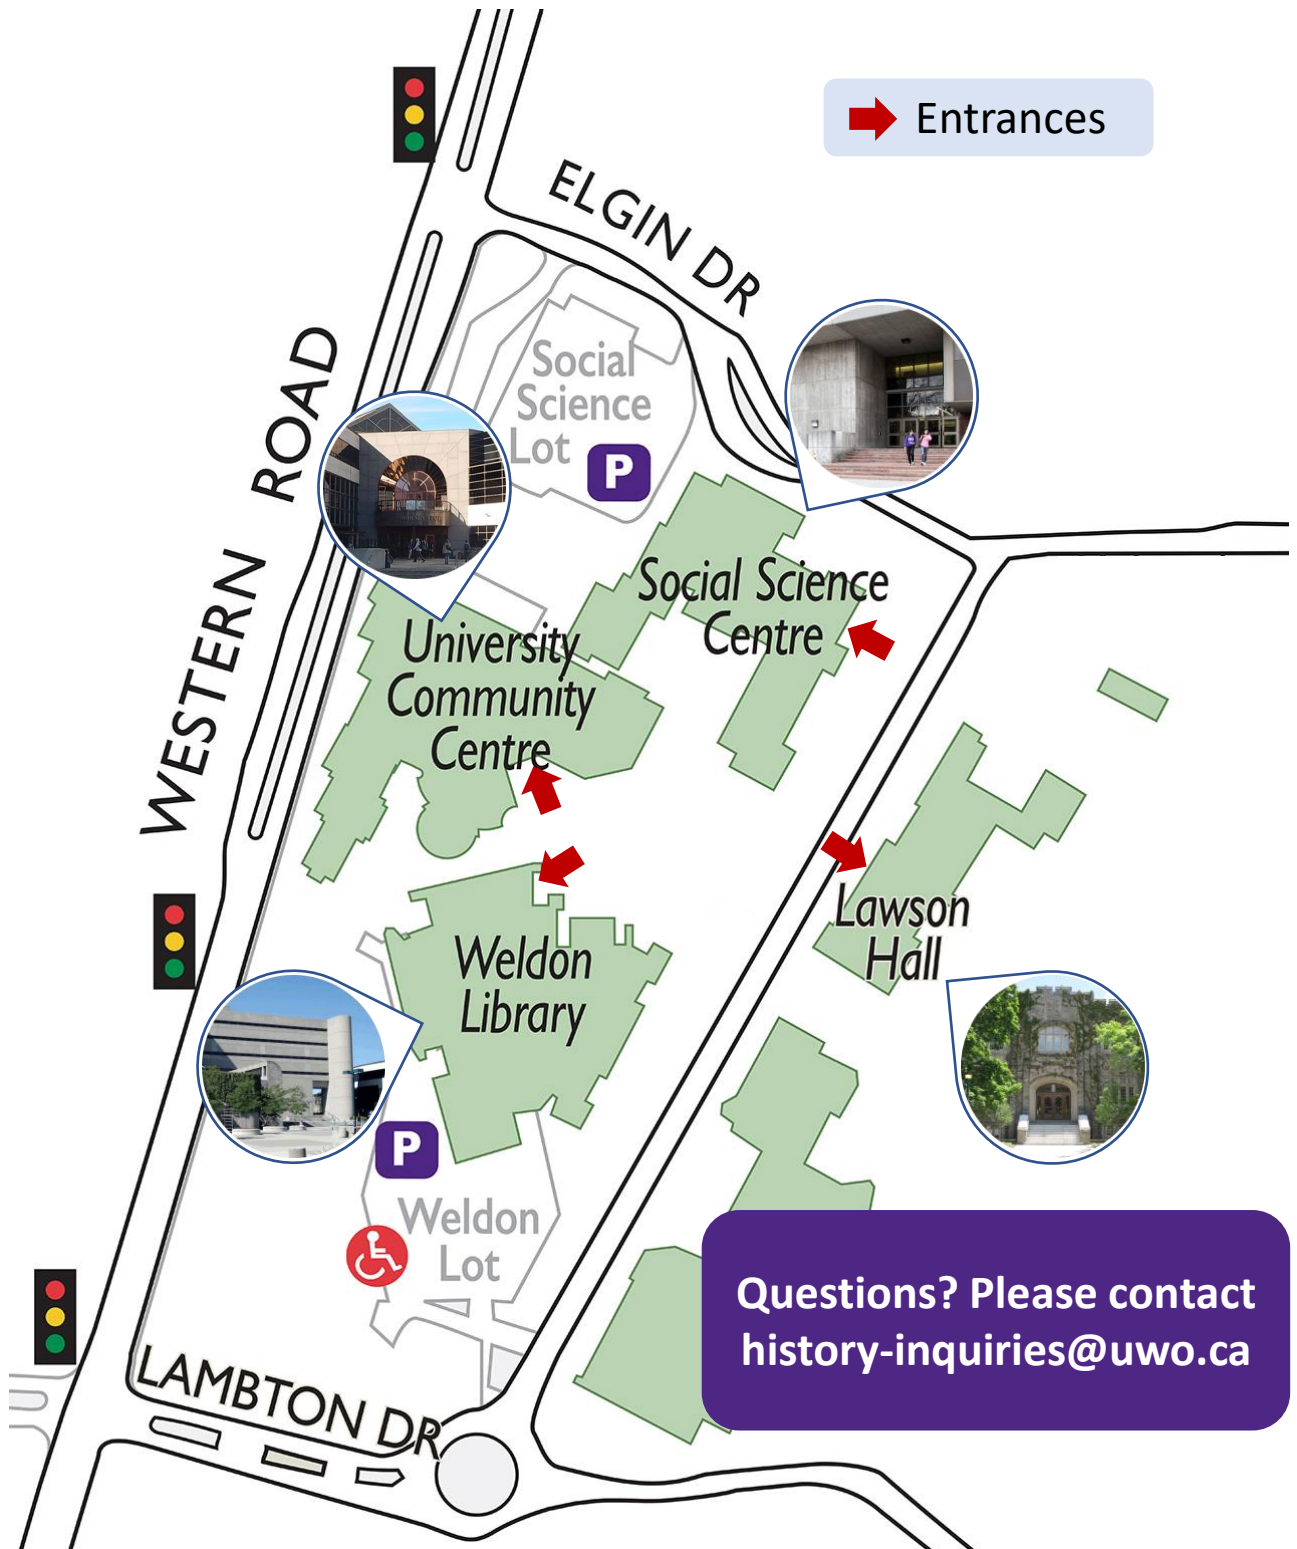 Entrances
ELGIN DR
WESTERN ROAD
Social
Science
Lot
P
Social Science
Centre
University
Community
Centre
Lawson
Hall
Weldon
Library
P
Weldon
Lot
Questions? Please contact
history-inquiries@uwo.ca
LAMBTON DR